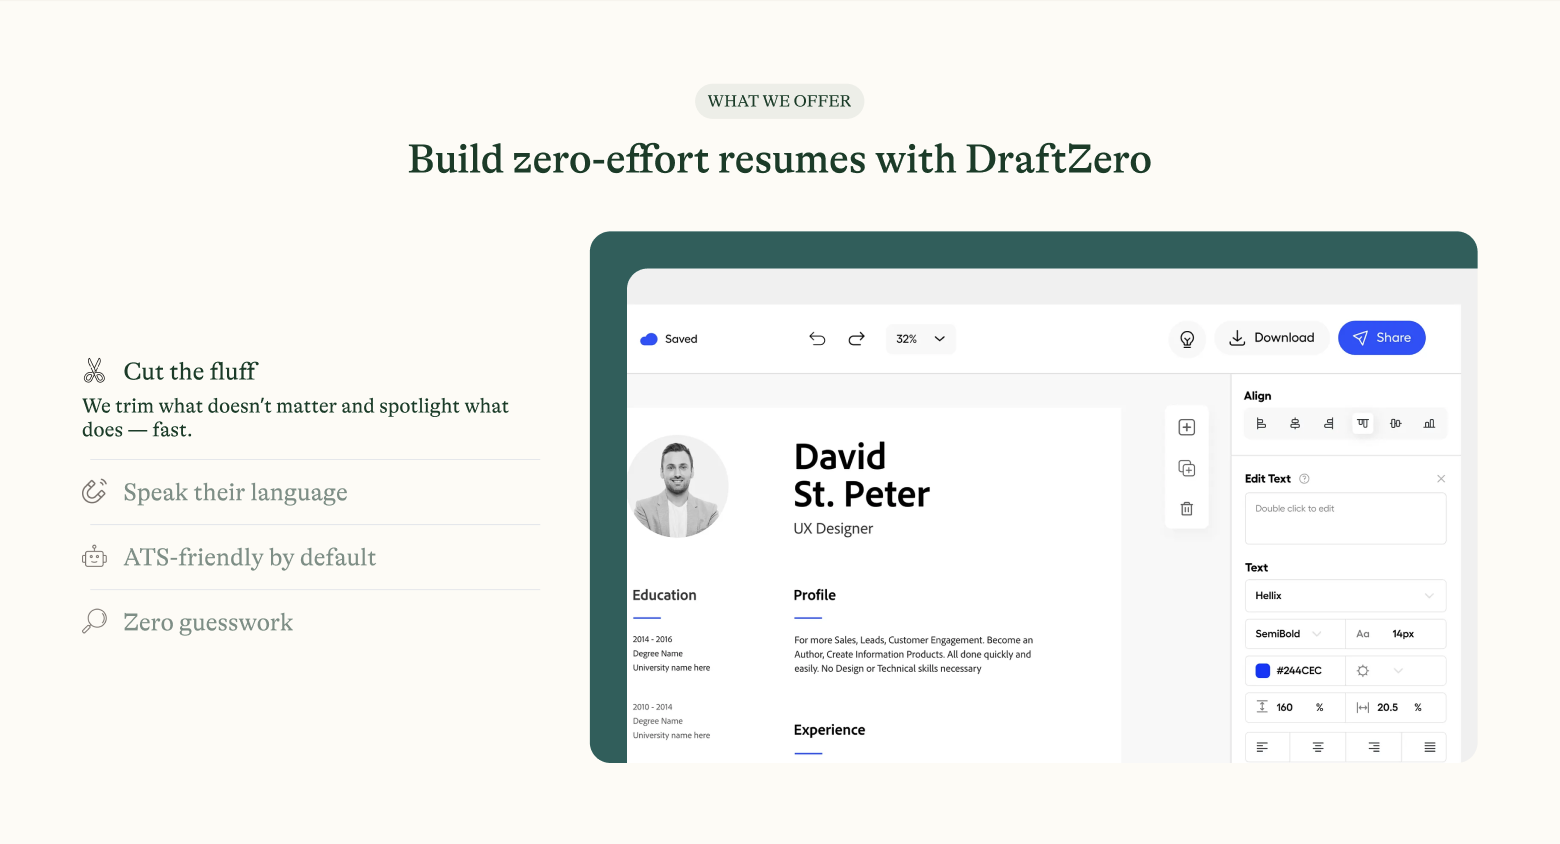 WHAT WE OFFER
Build zero-effort resumes with DraftZero
Cut the fluff
We trim what doesn't matter and spotlight what
does — fast.
Speak their language
ATS-friendly by default
Zero guesswork
Saved
32%
Download
Share
David
St. Peter
UX Designer
Education
2014 - 2016
Degree Name
University name here
2010 - 2014
Degree Name
University name here
Profile
For more Sales, Leads, Customer Engagement. Become an
Author, Create Information Products. All done quickly and
easily. No Design or Technical skills necessary
Experience
Align
Edit Text
Double click to edit
Text
Hellix
SemiBold
Aa 14px
#244CEC
160 %
20.5 %